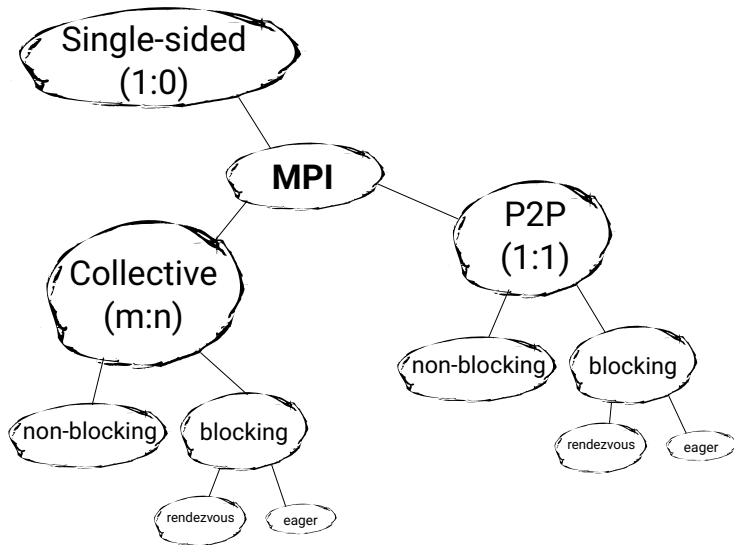 Single-sided
(1:0)
MPI
P2P
(1:1)
Collective
(m:n)
non-blocking
blocking
rendezvous
eager
non-blocking
blocking
rendezvous
eager